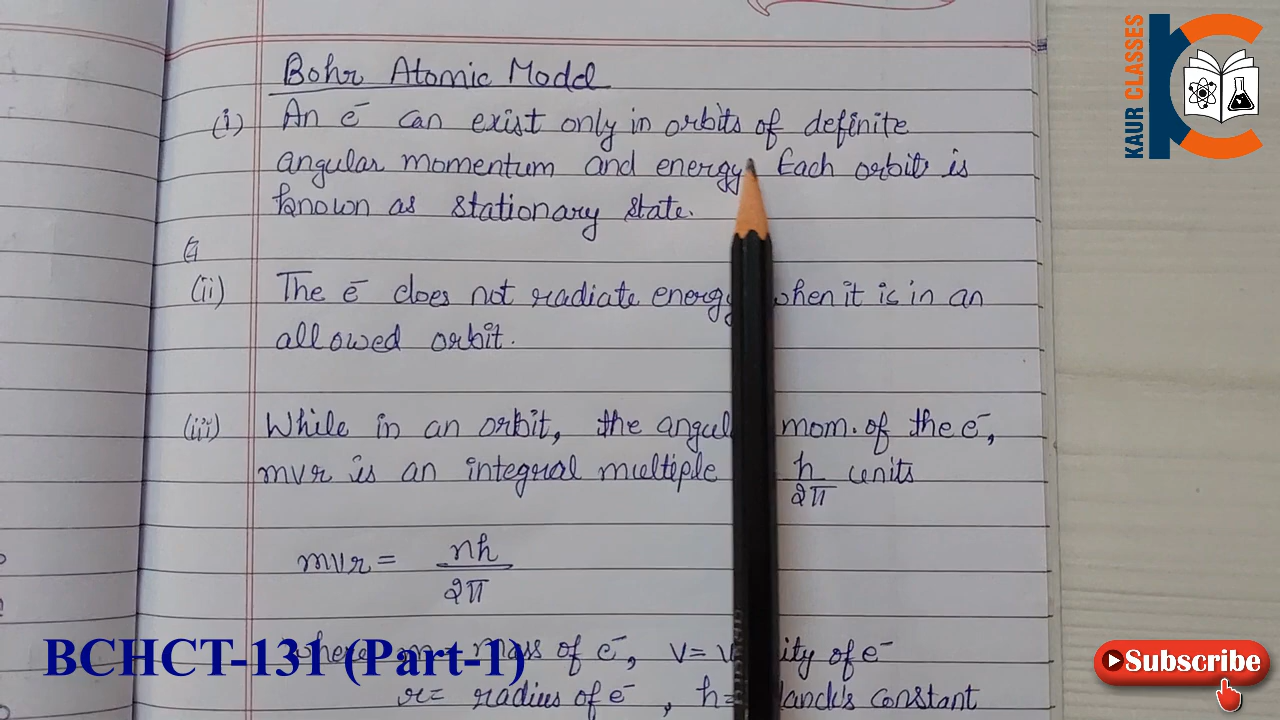 Bohr Atomic Model
(i) An e⁻ can exist only in orbits of definite
angular momentum and energy. Each orbit is
known as stationary state.
(ii) The e⁻ does not radiate energy when it is in an
allowed orbit.
(iii) While in an orbit, the mom. of the e⁻,
mvr is an integral multiple h/2π units
mvr = nh/2π
mass of e⁻, v= of e⁻
r= radius of e⁻, h= constant
KAUR CLASSES
BCHCT-131 (Part-1)
Subscribe